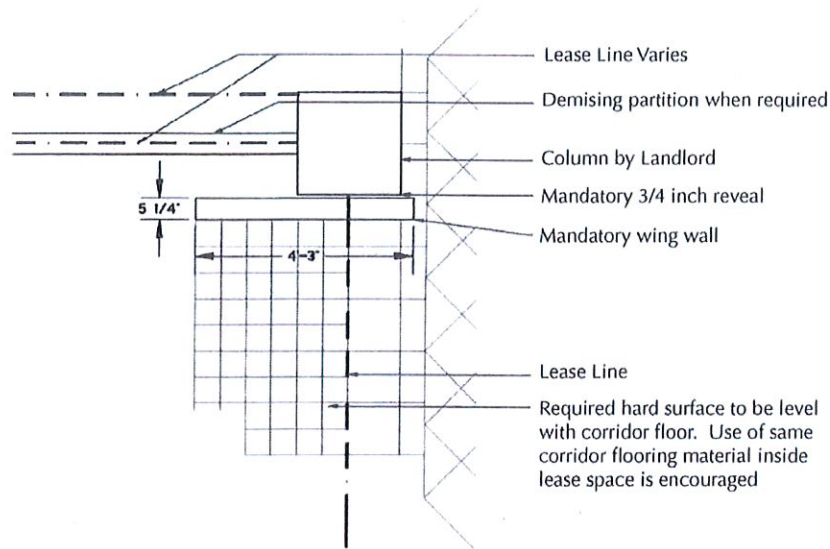 Lease Line Varies
Demising partition when required
Column by Landlord
Mandatory 3/4 inch reveal
5 1/4"
Mandatory wing wall
4'-3"
Lease Line
Required hard surface to be level
with corridor floor. Use of same
corridor flooring material inside
lease space is encouraged